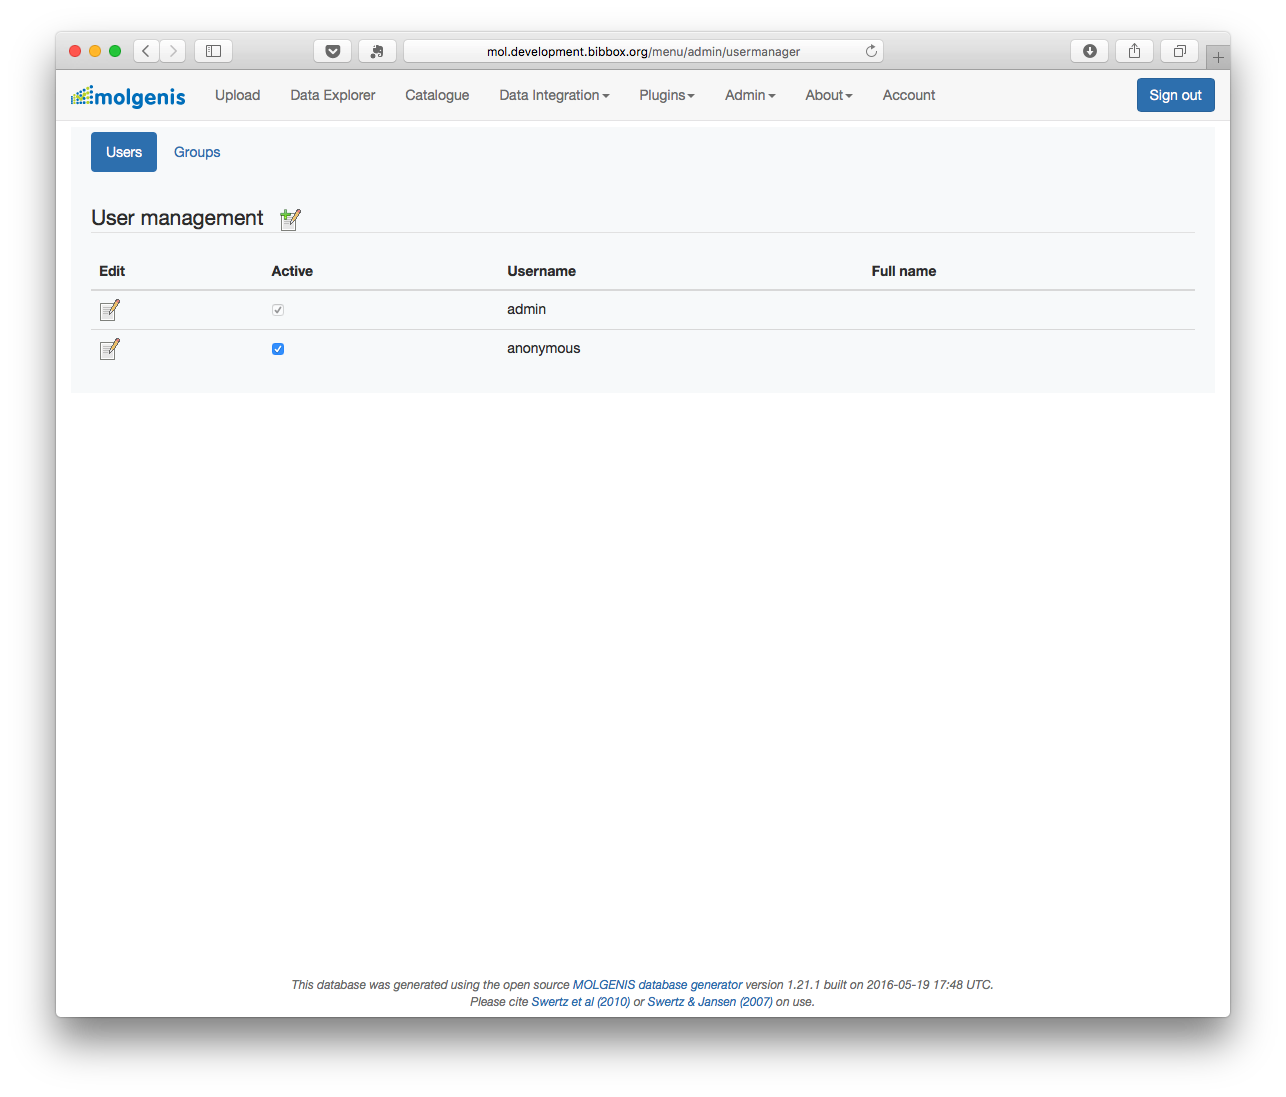 mol.development.bibbox.org/menu/admin/usermanager
molgenis Upload Data Explorer Catalogue Data Integration Plugins Admin About Account Sign out
Users Groups
User management
Edit Active Username Full name
admin
anonymous
This database was generated using the open source MOLGENIS database generator version 1.21.1 built on 2016-05-19 17:48 UTC.
Please cite Swertz et al (2010) or Swertz & Jansen (2007) on use.